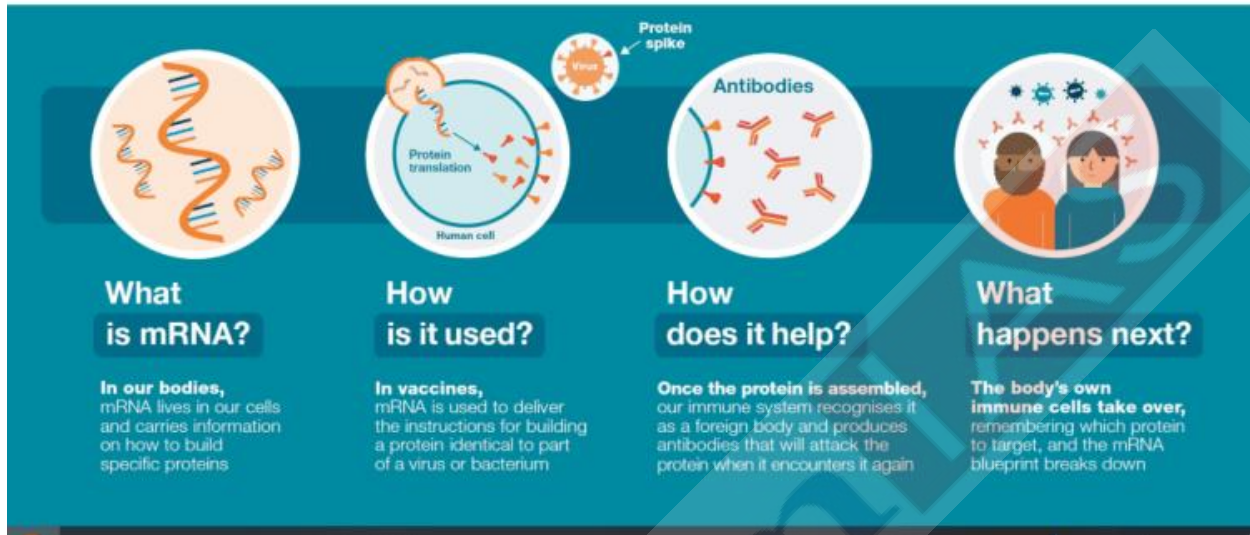 Protein
spike
Virus
Protein
translation
Human cell
Antibodies
What
is mRNA?
In our bodies,
mRNA lives in our cells
and carries information
on how to build
specific proteins
How
is it used?
In vaccines,
mRNA is used to deliver
the instructions for building
a protein identical to part
of a virus or bacterium
How
does it help?
Once the protein is assembled,
our immune system recognises it
as a foreign body and produces
antibodies that will attack the
protein when it encounters it again
What
happens next?
The body's own
immune cells take over,
remembering which protein
to target, and the mRNA
blueprint breaks down